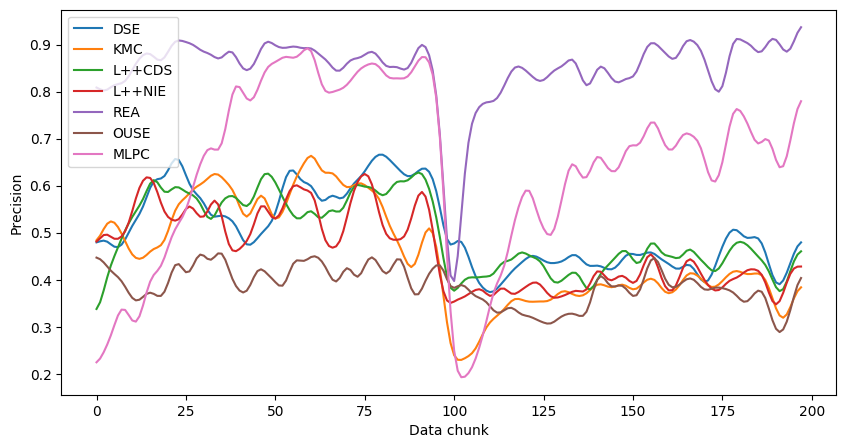 DSE
KMC
L++CDS
L++NIE
REA
OUSE
MLPC
0.9
0.8
0.7
0.6
0.5
0.4
0.3
0.2
Precision
0 25 50 75 100 125 150 175 200
Data chunk